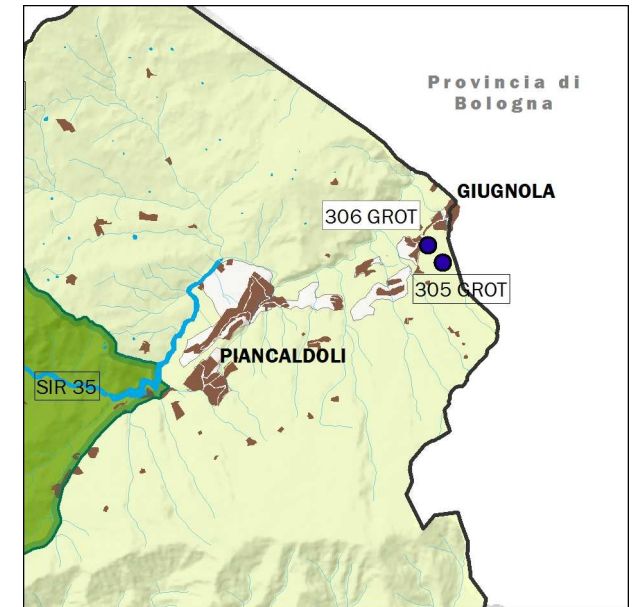 Provincia di
Bologna
GIUGNOLA
306 GROT
305 GROT
PIANCALDOLI
SIR 35